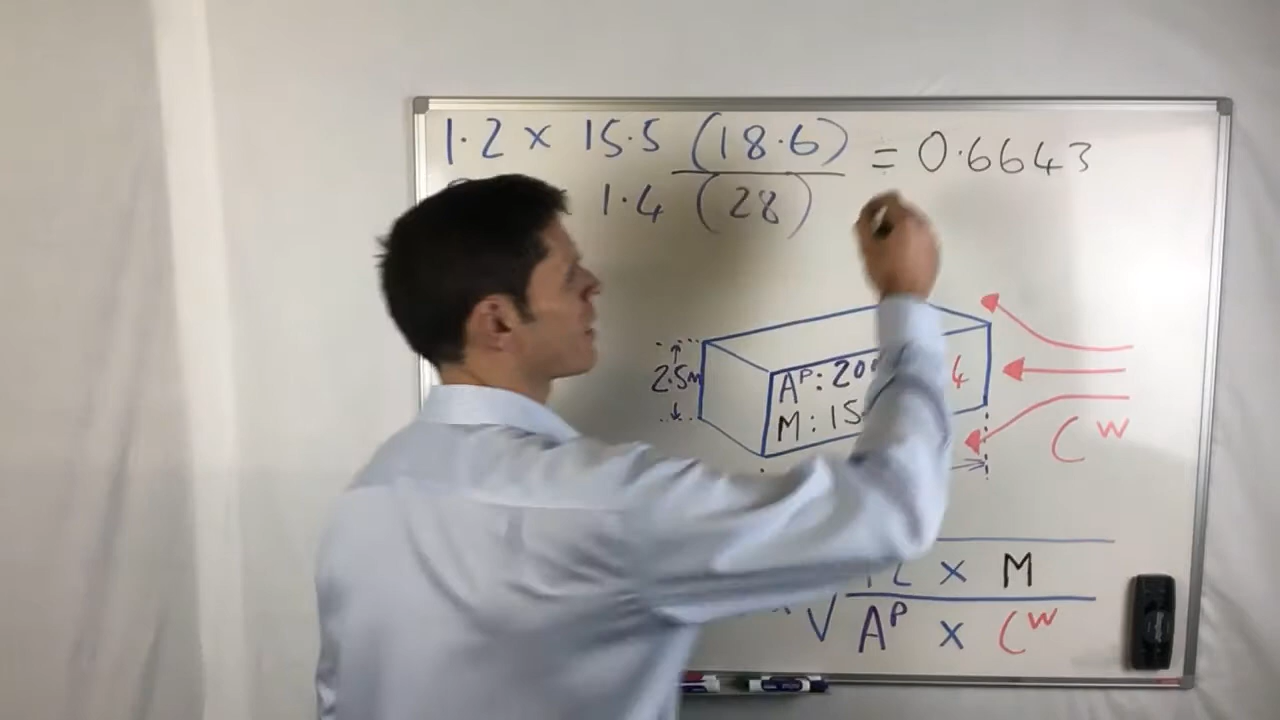 1.2 x 15.5 (18.6) = 0.6643
1.4 (28)
2.5m
AP: 20
4
M: 15
CW
x M
√ AP x CW